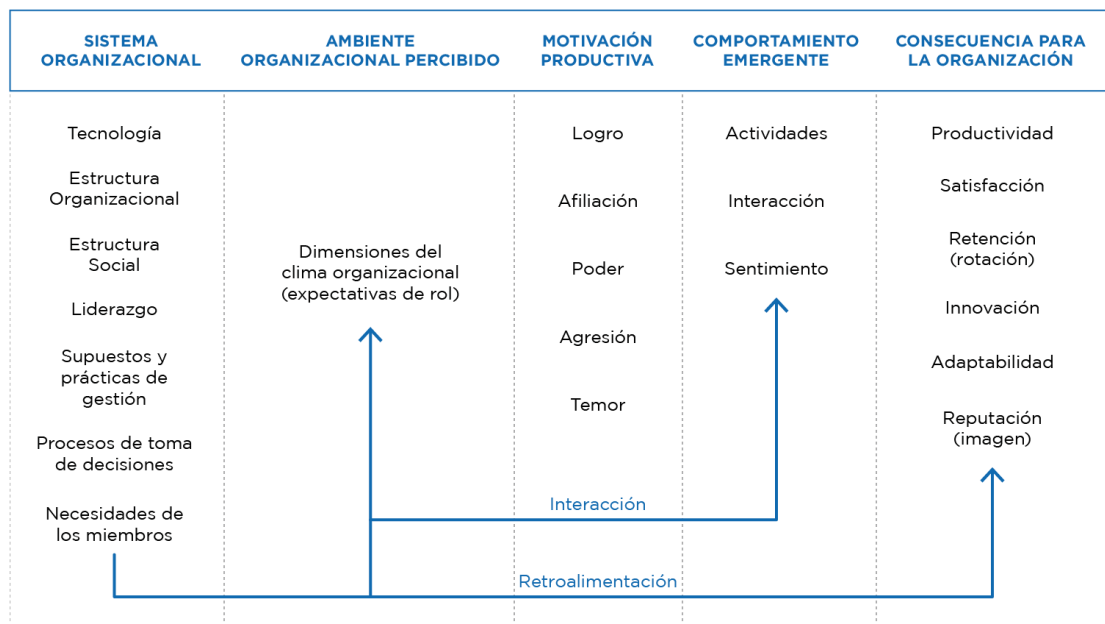 SISTEMA
ORGANIZACIONAL
AMBIENTE
ORGANIZACIONAL PERCIBIDO
MOTIVACIÓN
PRODUCTIVA
COMPORTAMIENTO
EMERGENTE
CONSECUENCIA PARA
LA ORGANIZACIÓN
Tecnología
Estructura
Organizacional
Estructura
Social
Liderazgo
Supuestos y
prácticas de
gestión
Procesos de toma
de decisiones
Necesidades de
los miembros
Dimensiones del
clima organizacional
(expectativas de rol)
Logro
Afiliación
Poder
Agresión
Temor
Actividades
Interacción
Sentimiento
Productividad
Satisfacción
Retención
(rotación)
Innovación
Adaptabilidad
Reputación
(imagen)
Interacción
Retroalimentación